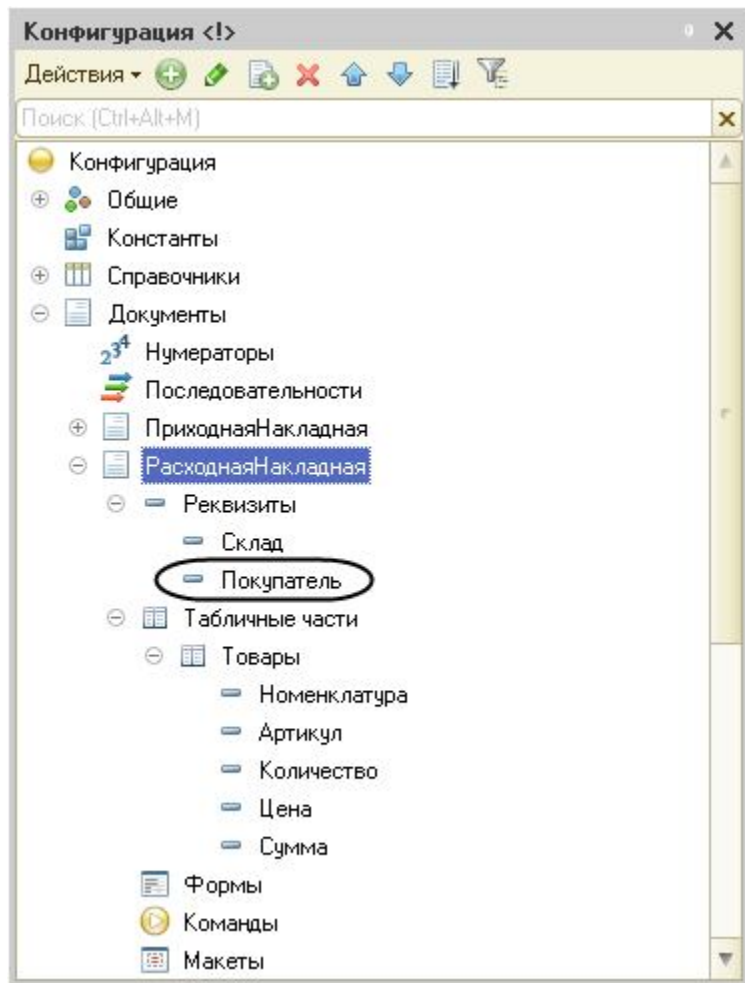 Конфигурация <!>
Действия
Поиск (Ctrl+Alt+M)
Конфигурация
Общие
Константы
Справочники
Документы
Нумераторы
Последовательности
ПриходнаяНакладная
РасходнаяНакладная
Реквизиты
Склад
Покупатель
Табличные части
Товары
Номенклатура
Артикул
Количество
Цена
Сумма
Формы
Команды
Макеты